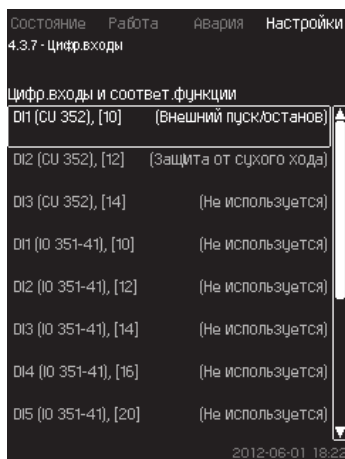 Состояние Работа Авария Настройки
4.3.7 - Цифр.входы
Цифр.входы и соответ.функции
DI1 (CU 352), [10] (Внешний пуск/останов)
DI2 (CU 352), [12] (Защита от сухого хода)
DI3 (CU 352), [14] (Не используется)
DI1 (IO 351-41), [10] (Не используется)
DI2 (IO 351-41), [12] (Не используется)
DI3 (IO 351-41), [14] (Не используется)
DI4 (IO 351-41), [16] (Не используется)
DI5 (IO 351-41), [20] (Не используется)
2012-06-01 18:22